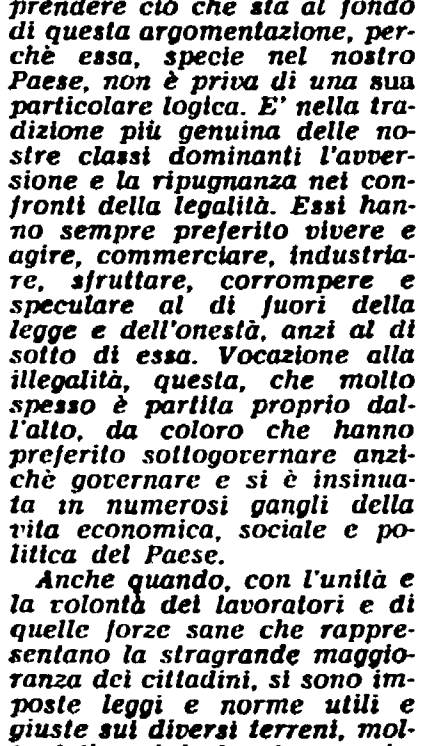 prendere ciò che sta al fondo
di questa argomentazione, per-
chè essa, specie nel nostro
Paese, non è priva di una sua
particolare logica. E' nella tra-
dizione più genuina delle no-
stre classi dominanti l'avver-
sione e la ripugnanza nei con-
fronti della legalità. Essi han-
no sempre preferito vivere e
agire, commerciare, industria-
re, sfruttare, corrompere e
speculare al di fuori della
legge e dell'onestà, anzi al di
sotto di essa. Vocazione alla
illegalità, questa, che molto
spesso è partita proprio dal-
l'alto, da coloro che hanno
preferito sottogovernare anzi-
chè governare e si è insinua-
ta in numerosi gangli della
vita economica, sociale e po-
litica del Paese.
Anche quando, con l'unità e
la volontà dei lavoratori e di
quelle forze sane che rappre-
sentano la stragrande maggio-
ranza dei cittadini, si sono im-
poste leggi e norme utili e
giuste sui diversi terreni, mol-